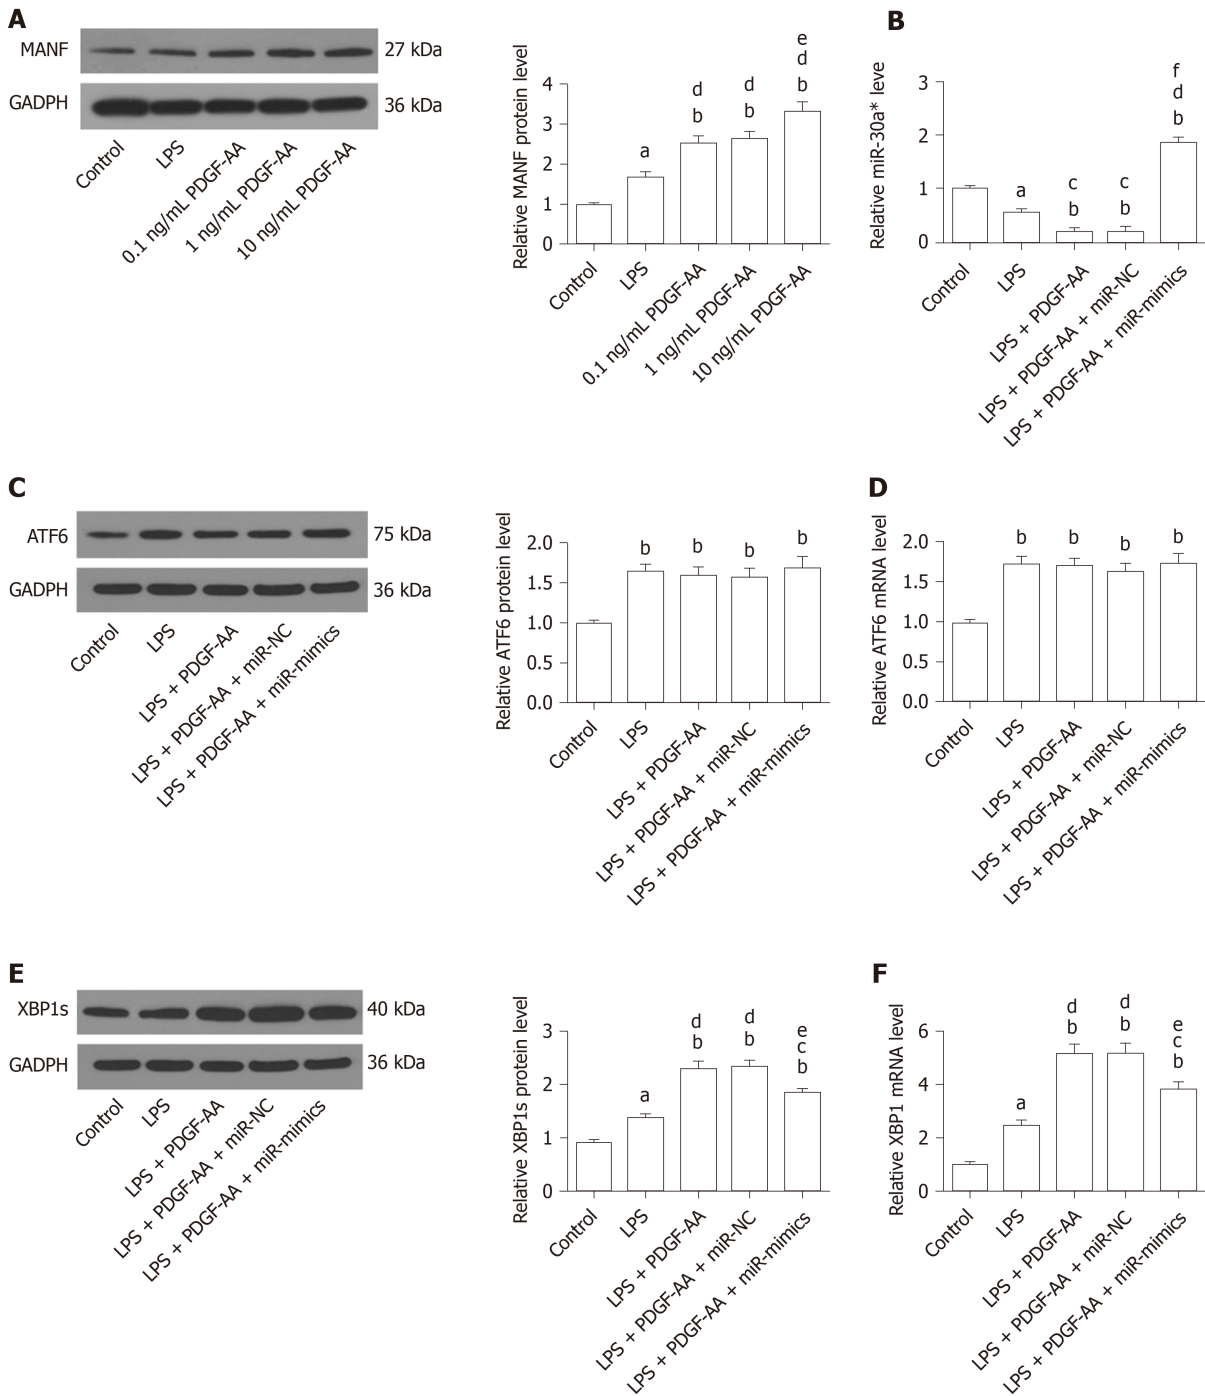 A
MANF
27 kDa
GADPH
36 kDa
Control
LPS
0.1 ng/mL PDGF-AA
1 ng/mL PDGF-AA
10 ng/mL PDGF-AA
Relative MANF protein level
4
3
2
1
0
a
d
b
d
b
e
d
b
Control
LPS
0.1 ng/mL PDGF-AA
1 ng/mL PDGF-AA
10 ng/mL PDGF-AA
B
Relative miR-30a* leve
3
2
1
0
a
c
b
c
b
f
d
b
Control
LPS
LPS + PDGF-AA
LPS + PDGF-AA + miR-NC
LPS + PDGF-AA + miR-mimics
C
ATF6
75 kDa
GADPH
36 kDa
Control
LPS
LPS + PDGF-AA
LPS + PDGF-AA + miR-NC
LPS + PDGF-AA + miR-mimics
Relative ATF6 protein level
2.0
1.5
1.0
0.5
0.0
b
b
b
b
Control
LPS
LPS + PDGF-AA
LPS + PDGF-AA + miR-NC
LPS + PDGF-AA + miR-mimics
D
Relative ATF6 mRNA level
2.0
1.5
1.0
0.5
0.0
b
b
b
b
Control
LPS
LPS + PDGF-AA
LPS + PDGF-AA + miR-NC
LPS + PDGF-AA + miR-mimics
E
XBP1s
40 kDa
GADPH
36 kDa
Control
LPS
LPS + PDGF-AA
LPS + PDGF-AA + miR-NC
LPS + PDGF-AA + miR-mimics
Relative XBP1s protein level
3
2
1
0
a
d
b
d
b
e
c
b
Control
LPS
LPS + PDGF-AA
LPS + PDGF-AA + miR-NC
LPS + PDGF-AA + miR-mimics
F
Relative XBP1 mRNA level
6
4
2
0
a
d
b
d
b
e
c
b
Control
LPS
LPS + PDGF-AA
LPS + PDGF-AA + miR-NC
LPS + PDGF-AA + miR-mimics